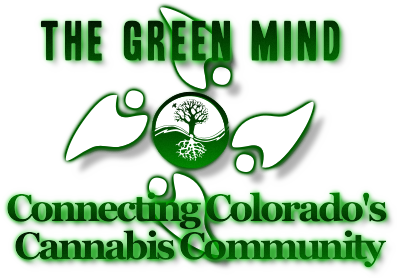 THE GREEN MIND
Connecting Colorado's
Cannabis Community